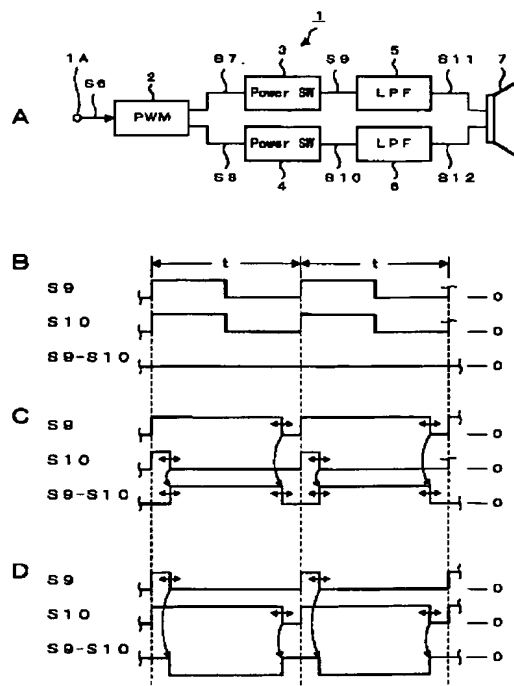 1
1A
S6
2
S7.
3
S9
5
S11
7
A
PWM
Power SW
LPF
Power SW
LPF
S8
4
S10
6
S12
B
t
t
S9
0
S10
0
S9-S10
0
C
S9
0
S10
0
S9-S10
0
D
S9
0
S10
0
S9-S10
0